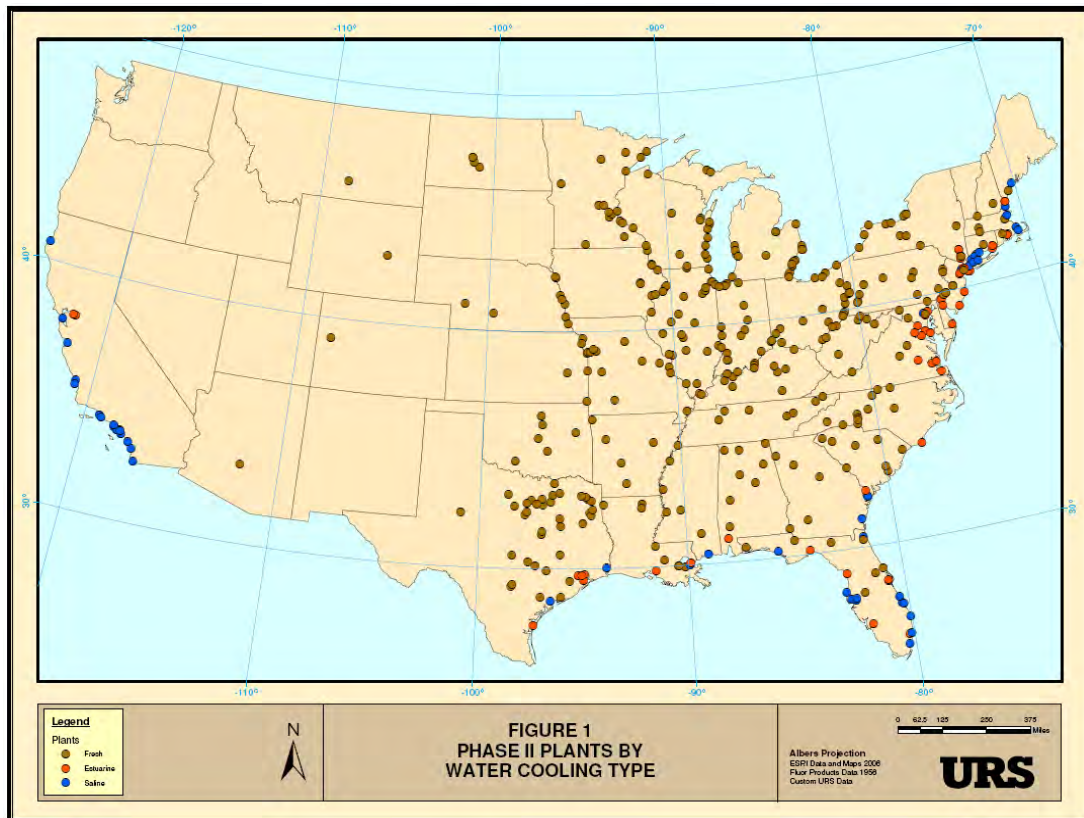 -120°
-110°
-100°
-90°
-80°
-70°
40°
40°
30°
30°
-110°
-100°
-90°
-80°
Legend
Plants
Fresh
Estuarine
Saline
N
FIGURE 1
PHASE II PLANTS BY
WATER COOLING TYPE
0 62.5 125 250 375
Miles
Albers Projection
ESRI Data and Maps 2006
Fluor Products Data 1956
Custom URS Data
URS